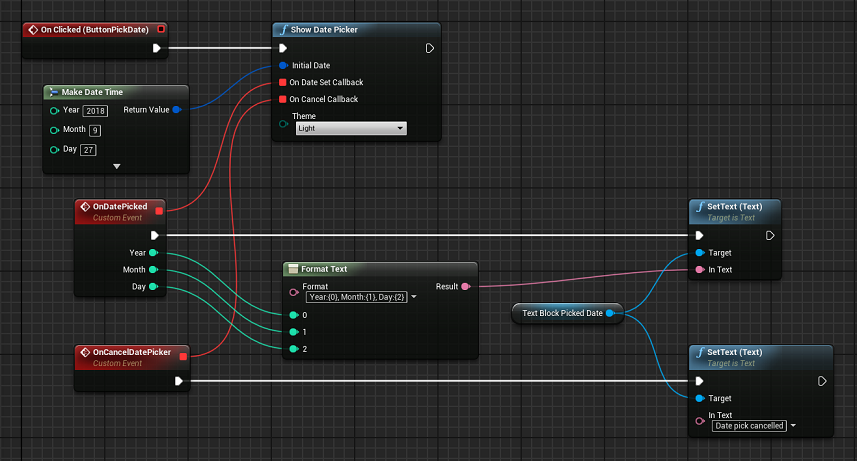 On Clicked (ButtonPickDate)
Show Date Picker
Initial Date
On Date Set Callback
On Cancel Callback
Theme
Light
Make Date Time
Year 2018 Return Value
Month 9
Day 27
OnDatePicked
Custom Event
Year
Month
Day
Format Text
Format
Year:{0}, Month:{1}, Day:{2}
Result
0
1
2
SetText (Text)
Target is Text
Target
In Text
Text Block Picked Date
OnCancelDatePicker
Custom Event
SetText (Text)
Target is Text
Target
In Text
Date pick cancelled